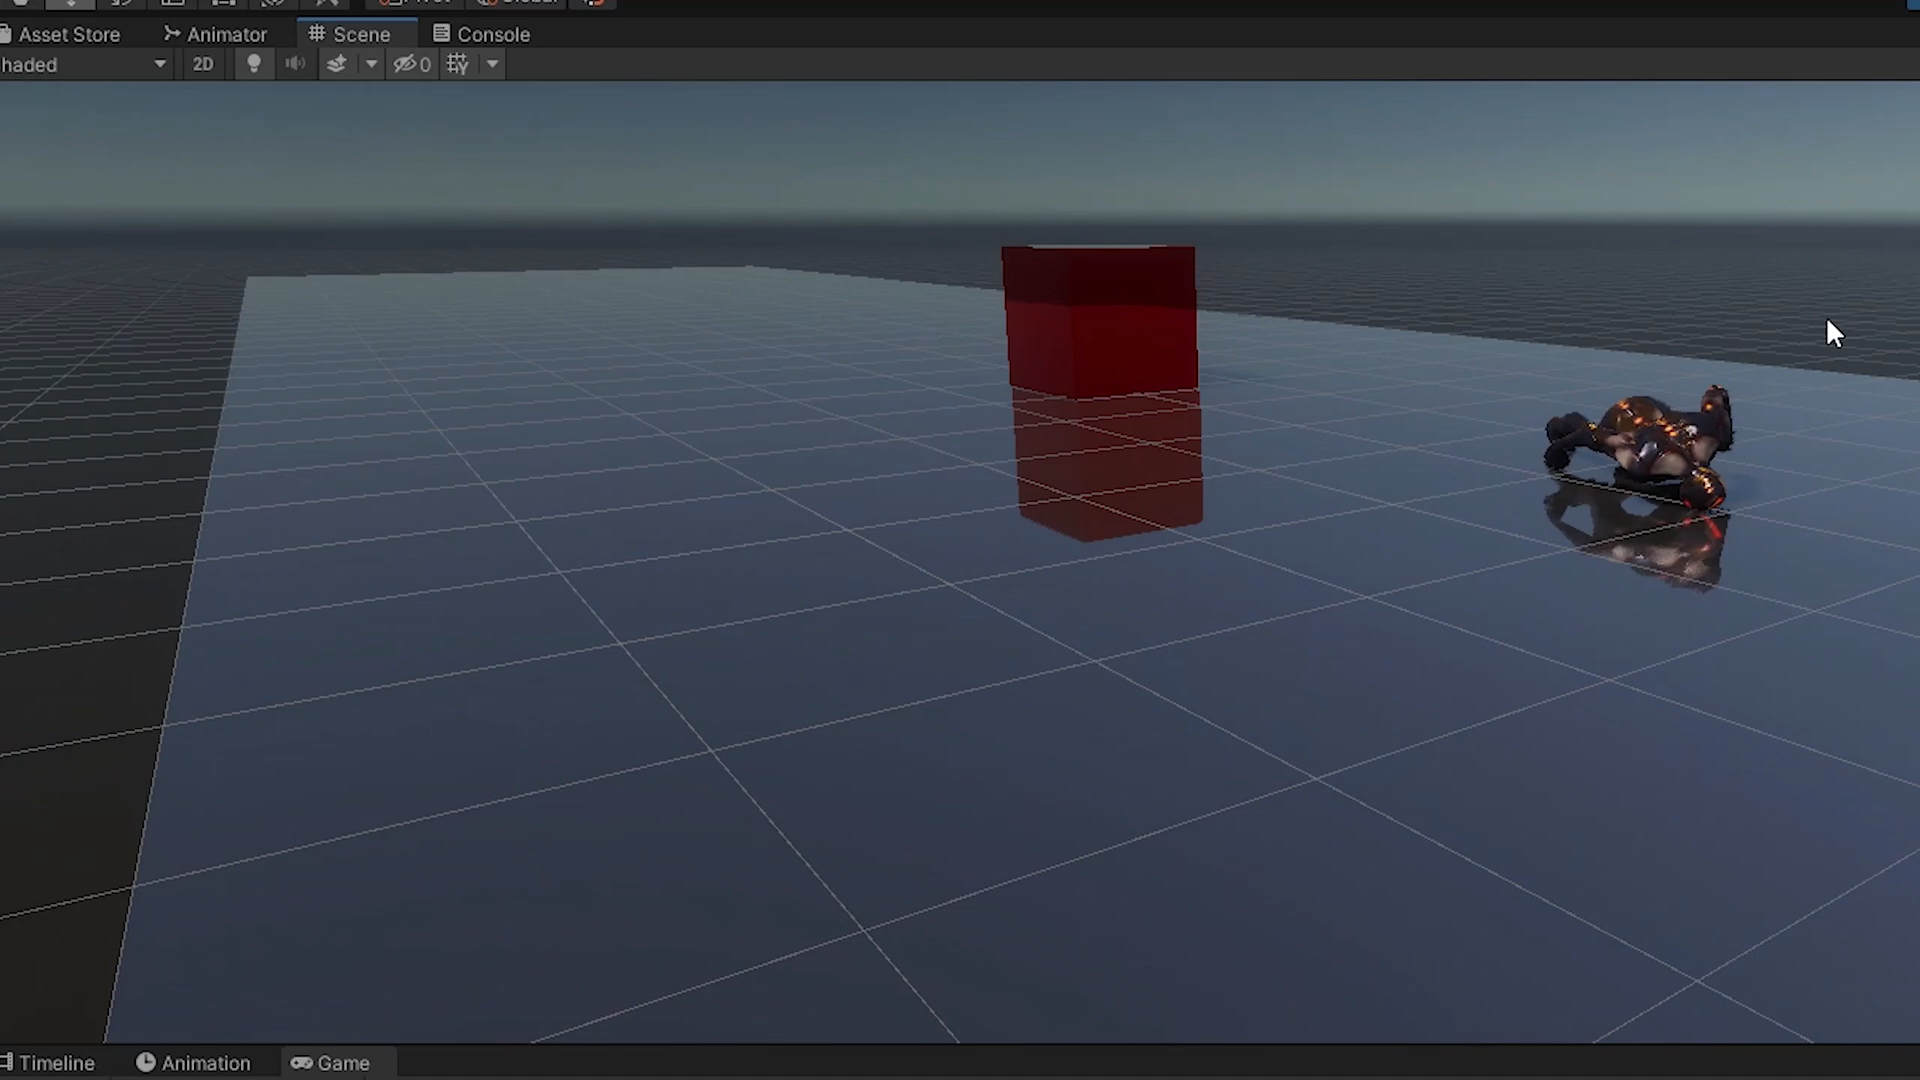 Asset Store Animator Scene Console
haded 2D 0
Timeline Animation Game